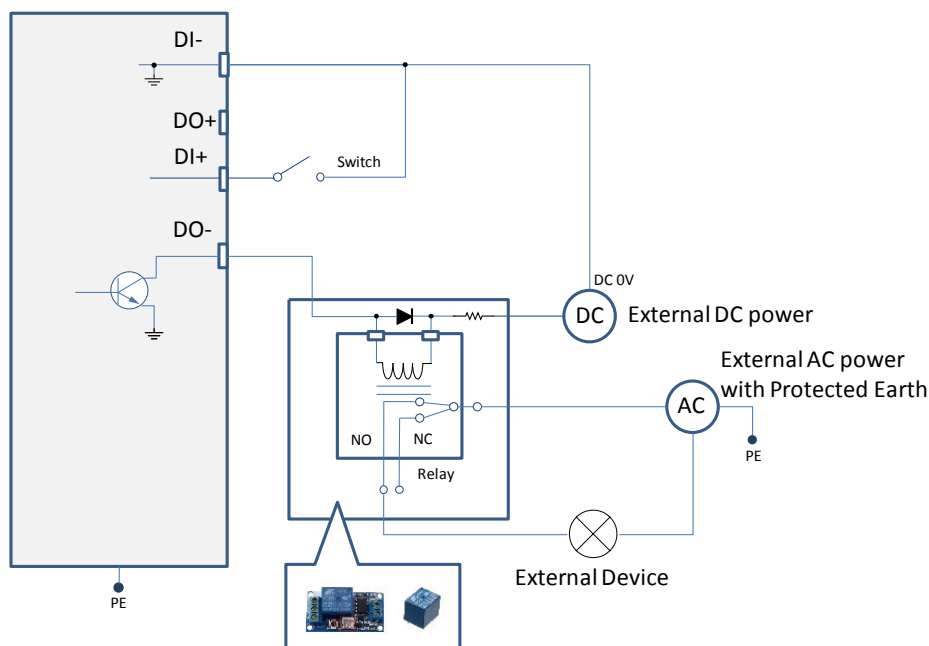 DI-
DO+
DI+
Switch
DO-
DC 0V
DC
External DC power
External AC power
with Protected Earth
AC
PE
NO
NC
Relay
External Device
PE